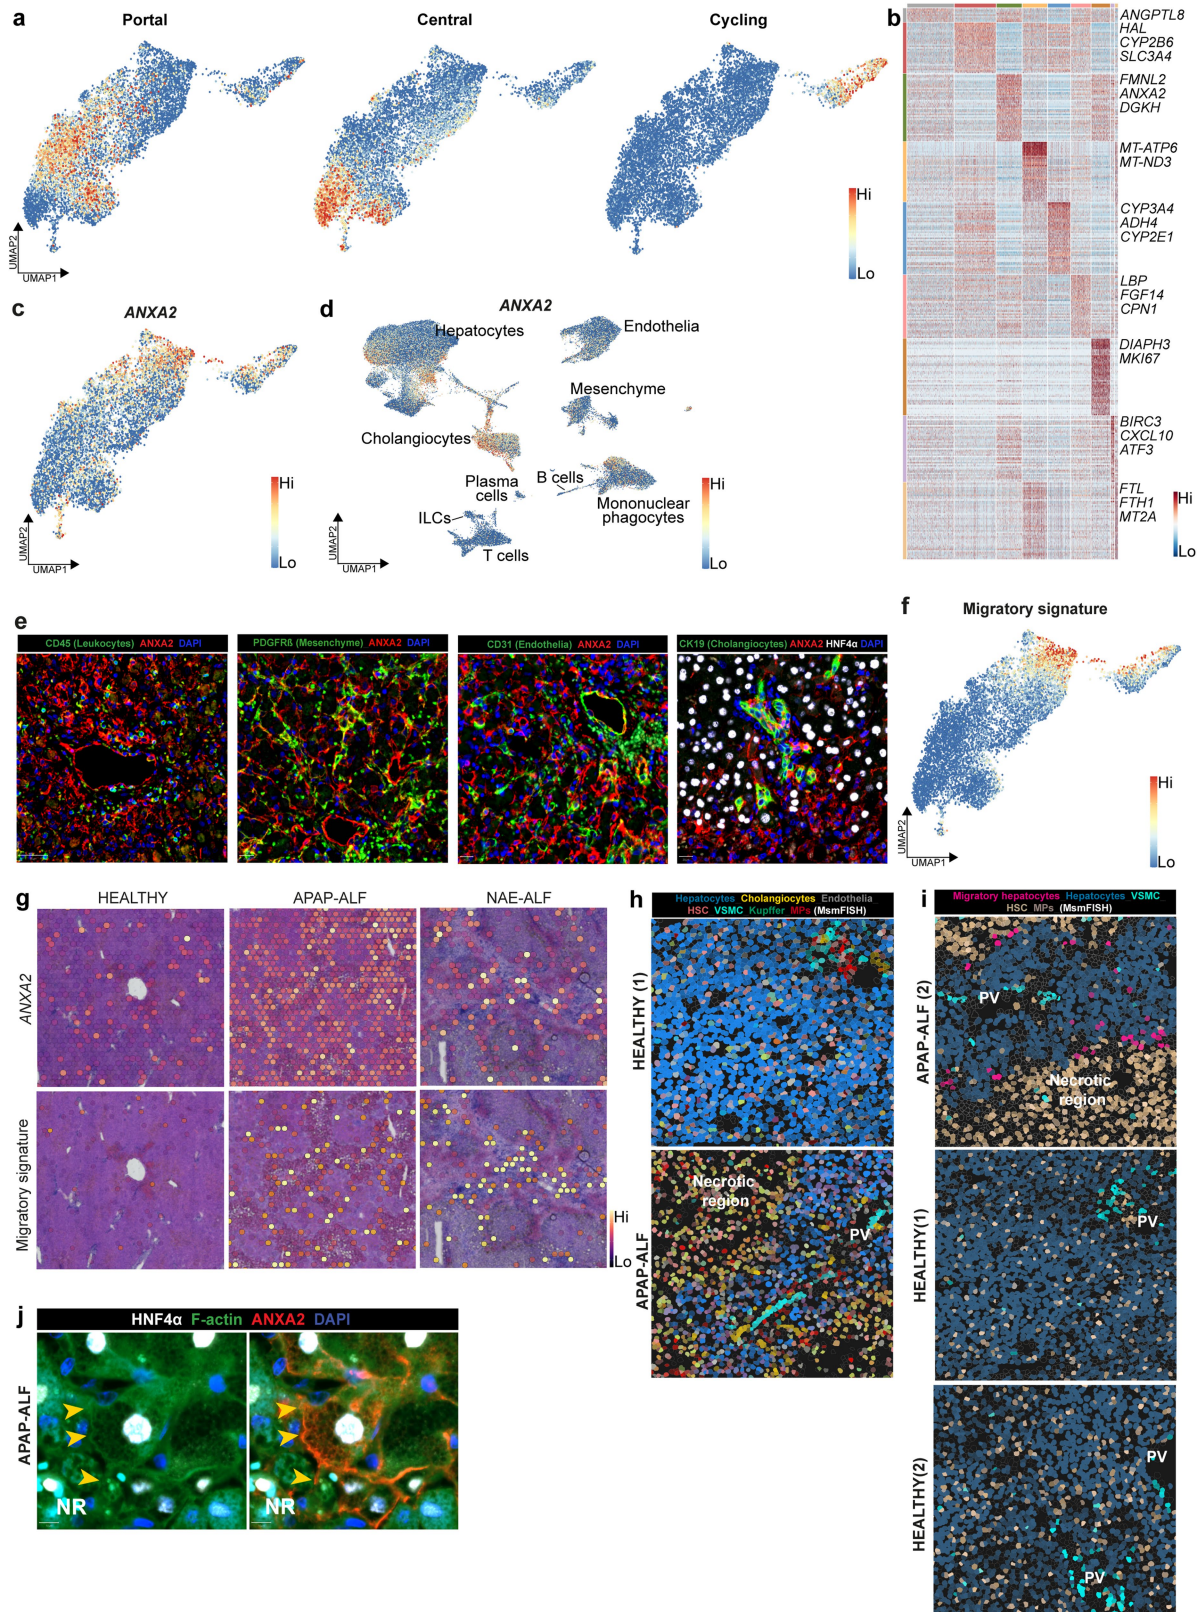 a
Portal
Central
Cycling
Hi
Lo
UMAP2
UMAP1
b
ANGPTL8
HAL
CYP2B6
SLC3A4
FMNL2
ANXA2
DGKH
MT-ATP6
MT-ND3
CYP3A4
ADH4
CYP2E1
LBP
FGF14
CPN1
DIAPH3
MKI67
BIRC3
CXCL10
ATF3
FTL
FTH1
MT2A
Hi
Lo
c
ANXA2
Hi
Lo
UMAP2
UMAP1
d
ANXA2
Hepatocytes
Endothelia
Mesenchyme
Cholangiocytes
Plasma
cells
B cells
Mononuclear
phagocytes
ILCs
T cells
Hi
Lo
UMAP2
UMAP1
e
CD45 (Leukocytes) ANXA2 DAPI
PDGFRß (Mesenchyme) ANXA2 DAPI
CD31 (Endothelia) ANXA2 DAPI
CK19 (Cholangiocytes) ANXA2 HNF4α DAPI
f
Migratory signature
Hi
Lo
UMAP2
UMAP1
g
HEALTHY
APAP-ALF
NAE-ALF
ANXA2
Migratory signature
Hi
Lo
h
Hepatocytes Cholangiocytes Endothelia
HSC VSMC Kupffer MPs (MsmFISH)
HEALTHY (1)
APAP-ALF
Necrotic
region
PV
i
Migratory hepatocytes Hepatocytes VSMC
HSC MPs (MsmFISH)
APAP-ALF (2)
PV
Necrotic
region
HEALTHY(1)
PV
HEALTHY(2)
PV
PV
j
HNF4α F-actin ANXA2 DAPI
APAP-ALF
NR
NR